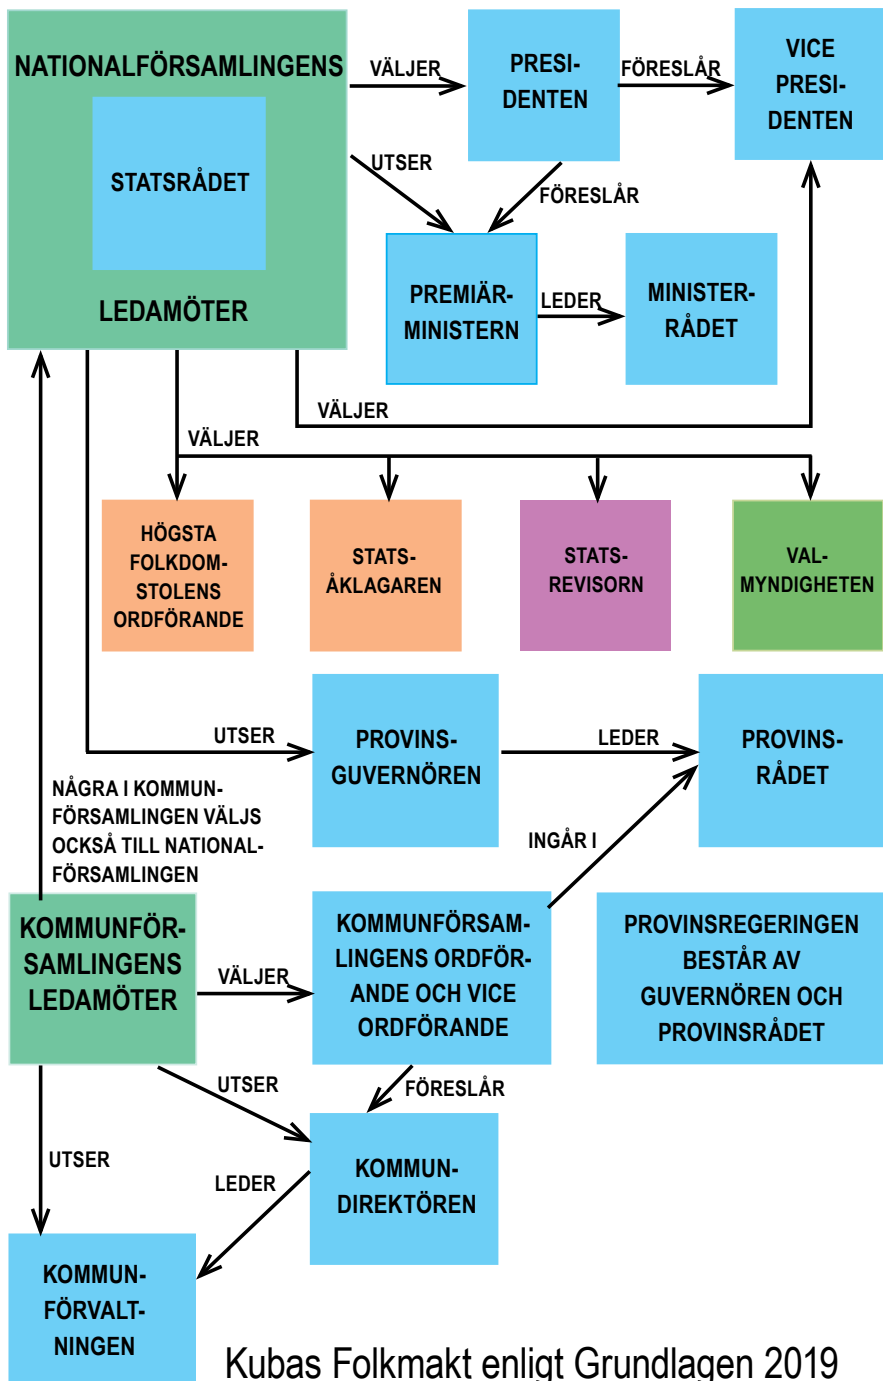 NATIONALFÖRSAMLINGENS
STATSRÅDET
LEDAMÖTER
VÄLJER
PRESI-
DENTEN
FÖRESLÅR
VICE
PRESI-
DENTEN
UTSER
FÖRESLÅR
PREMIÄR-
MINISTERN
LEDER
MINISTER-
RÅDET
VÄLJER
VÄLJER
HÖGSTA
FOLKDOM-
STOLENS
ORDFÖRANDE
STATS-
ÅKLAGAREN
STATS-
REVISORN
VAL-
MYNDIGHETEN
UTSER
PROVINS-
GUVERNÖREN
LEDER
PROVINS-
RÅDET
NÅGRA I KOMMUN-
FÖRSAMLINGEN VÄLJS
OCKSÅ TILL NATIONAL-
FÖRSAMLINGEN
INGÅR I
KOMMUNFÖR-
SAMLINGENS
LEDAMÖTER
VÄLJER
KOMMUNFÖRSAM-
LINGENS ORDFÖR-
ANDE OCH VICE
ORDFÖRANDE
PROVINSREGERINGEN
BESTÅR AV
GUVERNÖREN OCH
PROVINSRÅDET
UTSER
FÖRESLÅR
UTSER
LEDER
KOMMUN-
DIREKTÖREN
KOMMUN-
FÖRVALT-
NINGEN
Kubas Folkmakt enligt Grundlagen 2019